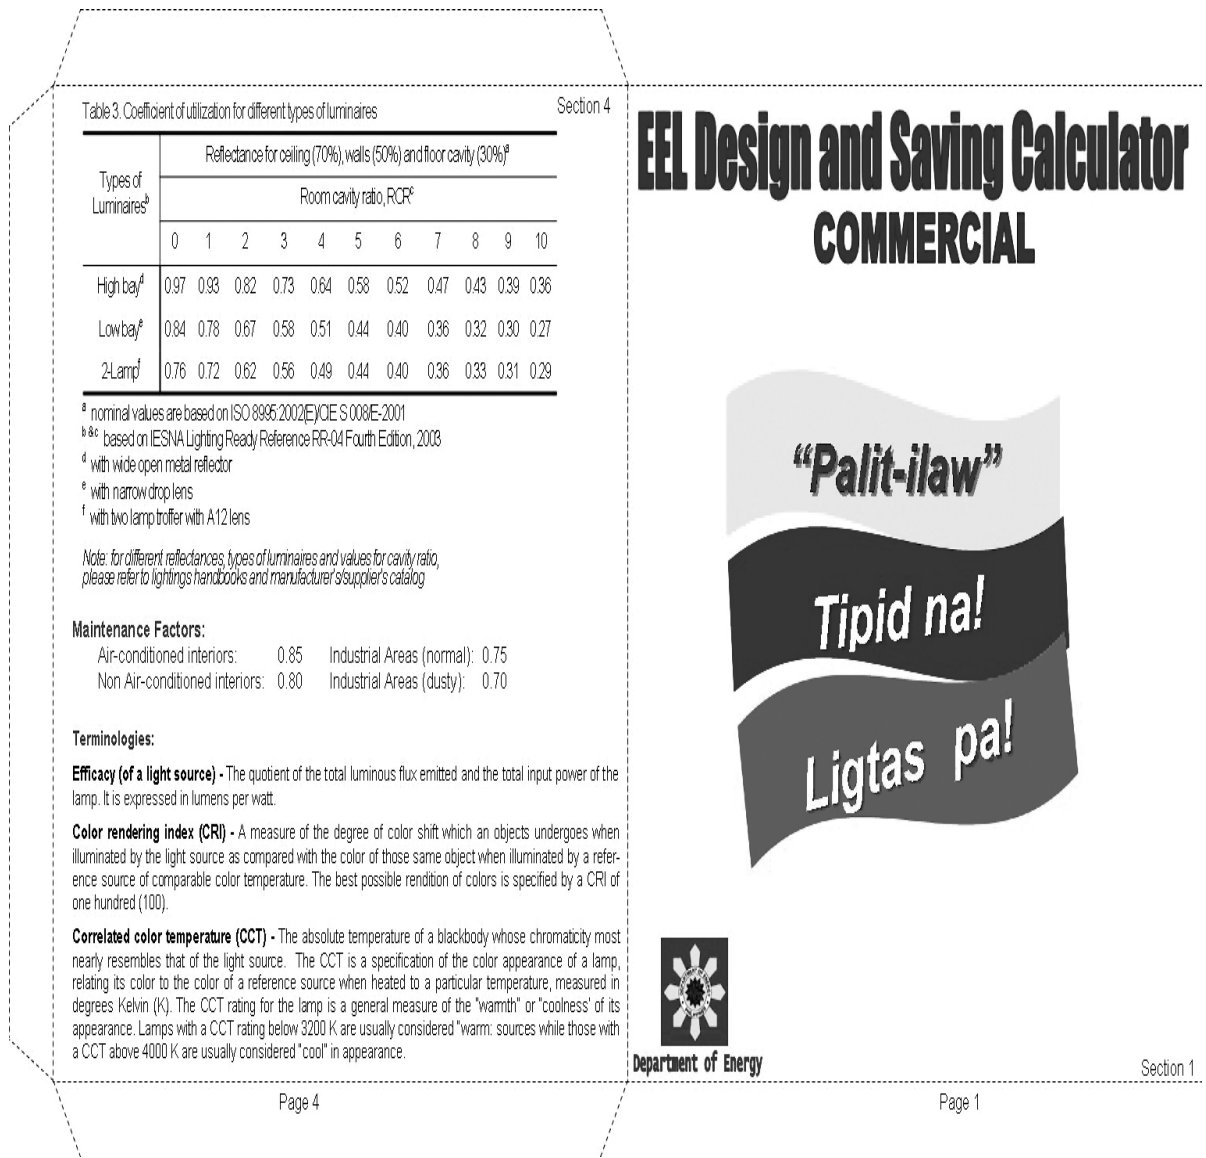 Table 3. Coefficient of utilization for different types of luminaires
Section 4
Types of Luminaires^b
Reflectance for ceiling (70%), walls (50%) and floor cavity (30%)^a
Room cavity ratio, RCR^c
0 1 2 3 4 5 6 7 8 9 10
High bay^d 0.97 0.93 0.82 0.73 0.64 0.58 0.52 0.47 0.43 0.39 0.36
Low bay^e 0.84 0.78 0.67 0.58 0.51 0.44 0.40 0.36 0.32 0.30 0.27
2-Lamp^f 0.76 0.72 0.62 0.56 0.49 0.44 0.40 0.36 0.33 0.31 0.29
a nominal values are based on ISO 8995:2002(E)/CIE S 008/E-2001
b &c based on IESNA Lighting Ready Reference RR-04 Fourth Edition, 2003
d with wide open metal reflector
e with narrow drop lens
f with two lamp troffer with A12 lens
Note: for different reflectances, types of luminaires and values for cavity ratio,
please refer to lightings handbooks and manufacturer's/supplier's catalog
Maintenance Factors:
Air-conditioned interiors: 0.85 Industrial Areas (normal): 0.75
Non Air-conditioned interiors: 0.80 Industrial Areas (dusty): 0.70
Terminologies:
Efficacy (of a light source) - The quotient of the total luminous flux emitted and the total input power of the
lamp. It is expressed in lumens per watt.
Color rendering index (CRI) - A measure of the degree of color shift which an objects undergoes when
illuminated by the light source as compared with the color of those same object when illuminated by a refer-
ence source of comparable color temperature. The best possible rendition of colors is specified by a CRI of
one hundred (100).
Correlated color temperature (CCT) - The absolute temperature of a blackbody whose chromaticity most
nearly resembles that of the light source. The CCT is a specification of the color appearance of a lamp,
relating its color to the color of a reference source when heated to a particular temperature, measured in
degrees Kelvin (K). The CCT rating for the lamp is a general measure of the "warmth" or "coolness' of its
appearance. Lamps with a CCT rating below 3200 K are usually considered "warm: sources while those with
a CCT above 4000 K are usually considered "cool" in appearance.
Page 4
EEL Design and Saving Calculator
COMMERCIAL
“Palit-ilaw”
Tipid na!
Ligtas pa!
Department of Energy
Section 1
Page 1